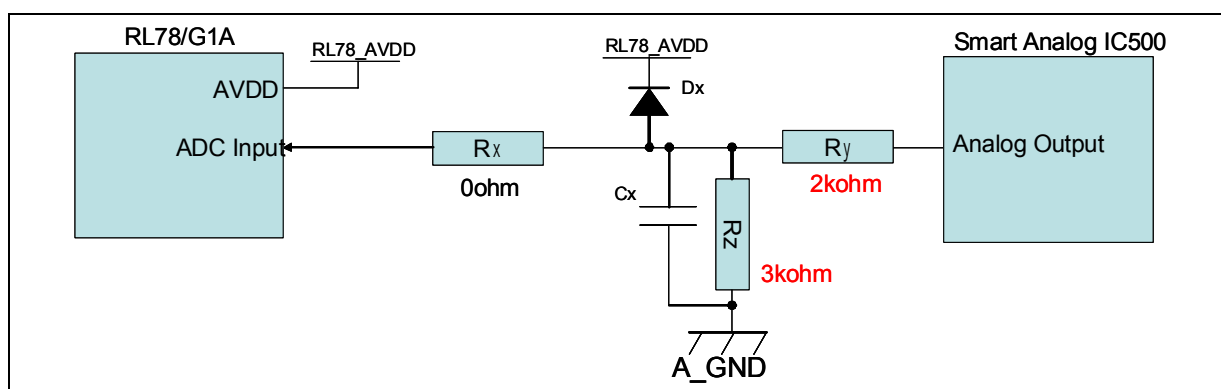 RL78/G1A
RL78_AVDD
RL78_AVDD
Smart Analog IC500
AVDD
Dx
ADC Input
Rx
Ry
Analog Output
0ohm
2kohm
Cx
Rz
3kohm
A_GND